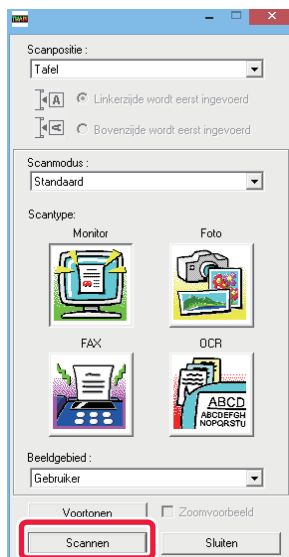 TWAIN
Scanpositie :
Tafel
A Linkerzijde wordt eerst ingevoerd
A Bovenzijde wordt eerst ingevoerd
Scanmodus :
Standaard
Scantype:
Monitor Foto
FAX OCR
ABCD
ABCDEFGH
NOPQRSTU
Beeldgebied :
Gebruiker
Voortonen Zoomvoorbeeld
Scannen Sluiten